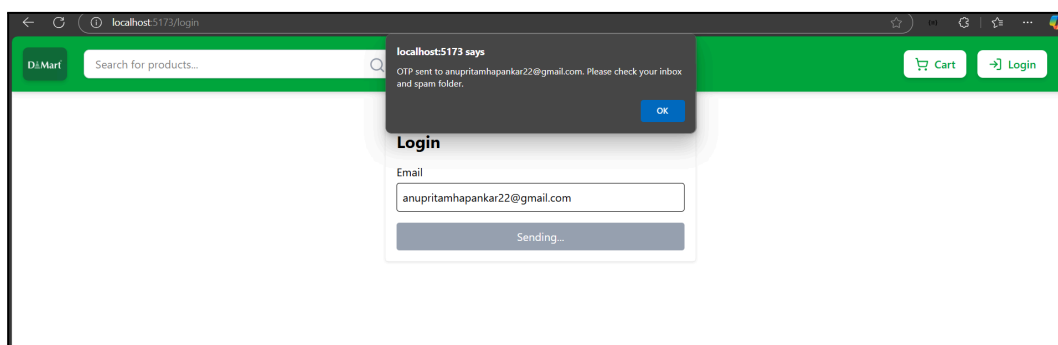 localhost:5173/login
localhost:5173 says
OTP sent to anupritamhapankar22@gmail.com. Please check your inbox
and spam folder.
OK
DMart
Search for products...
Cart
Login
Login
Email
anupritamhapankar22@gmail.com
Sending...